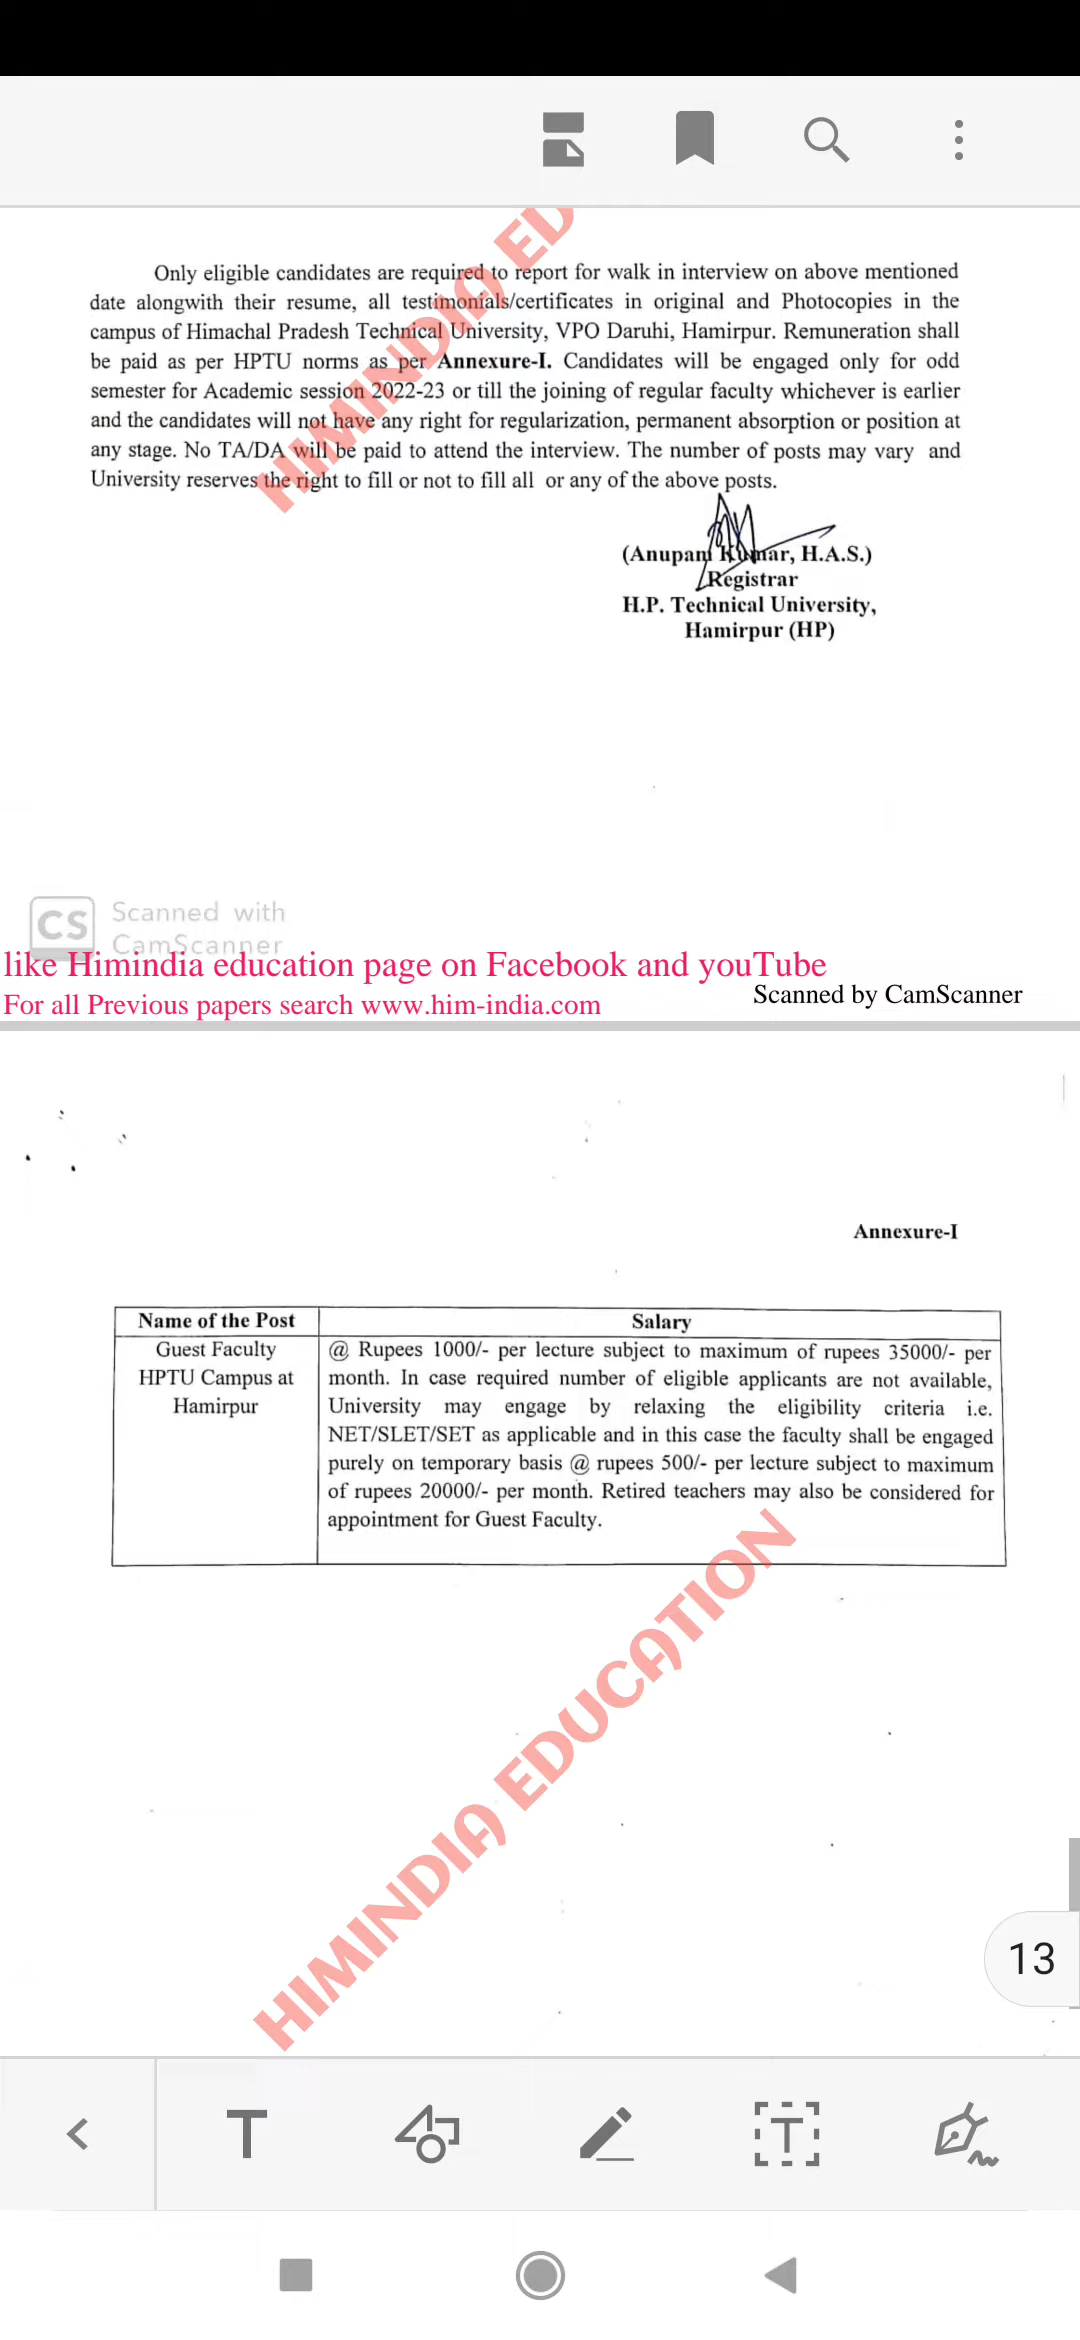 HIMINDIA ED
Only eligible candidates are required to report for walk in interview on above mentioned
date alongwith their resume, all testimonials/certificates in original and Photocopies in the
campus of Himachal Pradesh Technical University, VPO Daruhi, Hamirpur. Remuneration shall
be paid as per HPTU norms as per Annexure-I. Candidates will be engaged only for odd
semester for Academic session 2022-23 or till the joining of regular faculty whichever is earlier
and the candidates will not have any right for regularization, permanent absorption or position at
any stage. No TA/DA will be paid to attend the interview. The number of posts may vary and
University reserves the right to fill or not to fill all or any of the above posts.
(Anupam Kumar, H.A.S.)
Registrar
H.P. Technical University,
Hamirpur (HP)
CS Scanned with
CamScanner
like Himindia education page on Facebook and youTube
For all Previous papers search www.him-india.com
Scanned by CamScanner
Annexure-I
Name of the Post Salary
Guest Faculty @ Rupees 1000/- per lecture subject to maximum of rupees 35000/- per
HPTU Campus at month. In case required number of eligible applicants are not available,
Hamirpur University may engage by relaxing the eligibility criteria i.e.
NET/SLET/SET as applicable and in this case the faculty shall be engaged
purely on temporary basis @ rupees 500/- per lecture subject to maximum
of rupees 20000/- per month. Retired teachers may also be considered for
appointment for Guest Faculty.
HIMINDIA EDUCATION
13
T
T